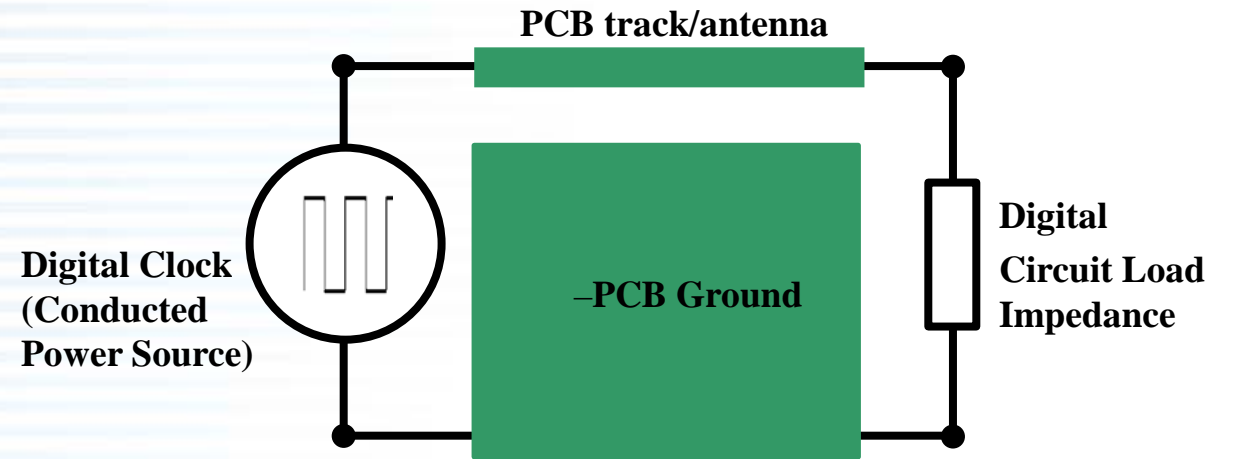 PCB track/antenna
Digital Clock
(Conducted
Power Source)
–PCB Ground
Digital
Circuit Load
Impedance